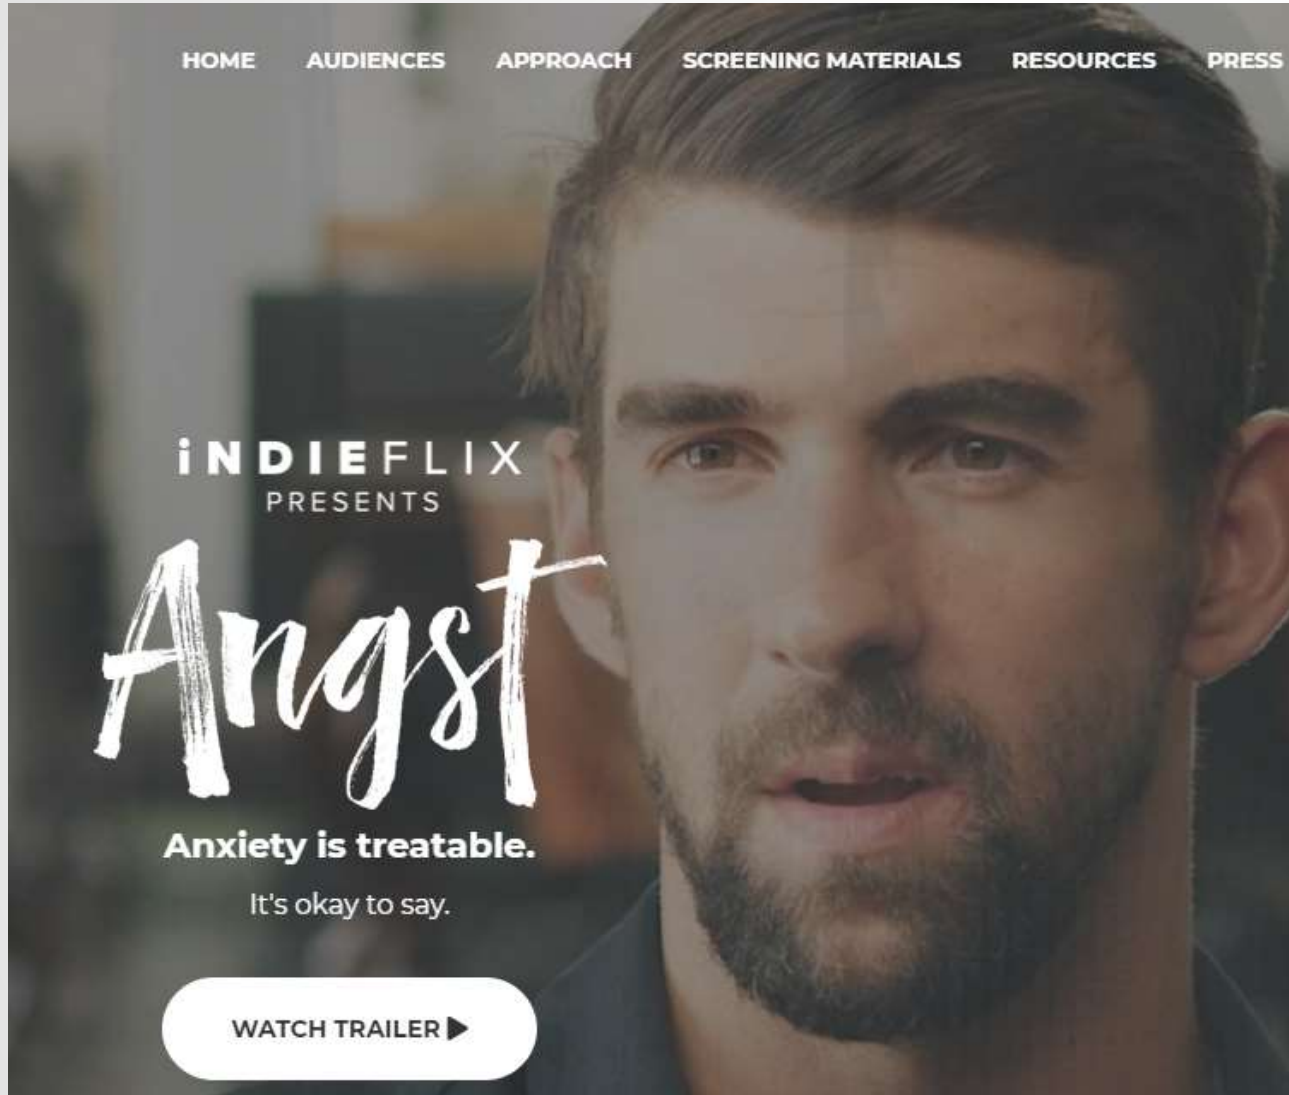 HOME AUDIENCES APPROACH SCREENING MATERIALS RESOURCES PRESS
iNDIEFLIX
PRESENTS
Angst
Anxiety is treatable.
It's okay to say.
WATCH TRAILER